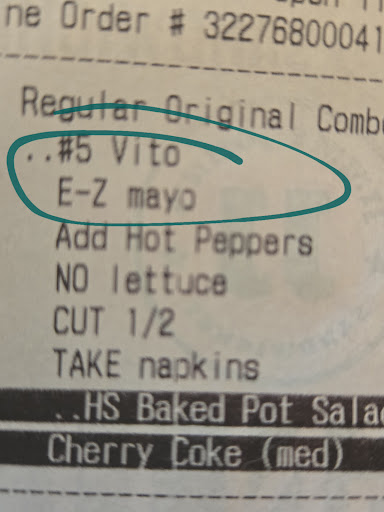 ne Order # 32276800041
Regular Original Combo
..#5 Vito
E-Z mayo
Add Hot Peppers
NO lettuce
CUT 1/2
TAKE napkins
..HS Baked Pot Sala
Cherry Coke (med)